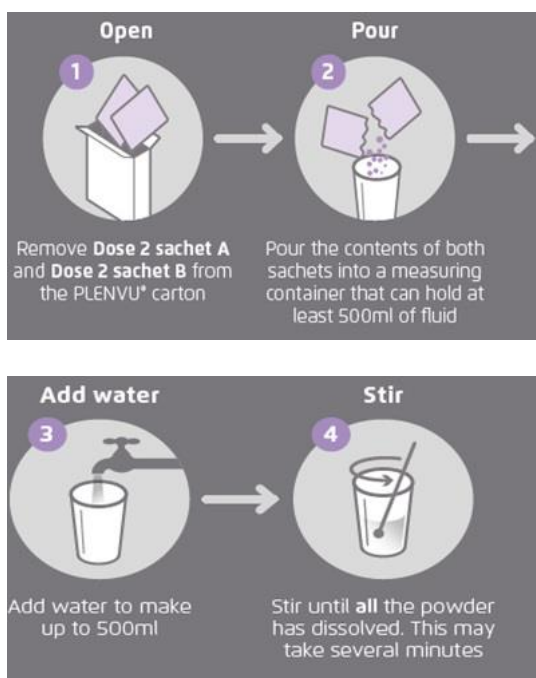 Open
1
Remove Dose 2 sachet A
and Dose 2 sachet B from
the PLENVU® carton
Pour
2
Pour the contents of both
sachets into a measuring
container that can hold at
least 500ml of fluid
Add water
3
Add water to make
up to 500ml
Stir
4
Stir until all the powder
has dissolved. This may
take several minutes